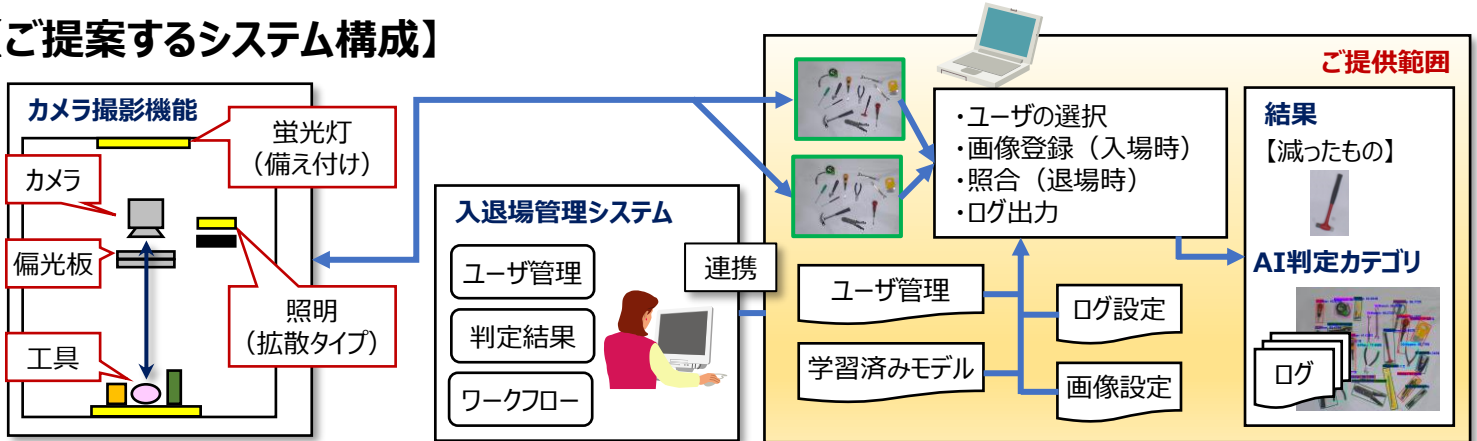 【ご提案するシステム構成】
カメラ撮影機能
蛍光灯
（備え付け）
カメラ
偏光板
照明
（拡散タイプ）
工具
入退場管理システム
ユーザ管理
判定結果
ワークフロー
連携
ご提供範囲
・ユーザの選択
・画像登録（入場時）
・照合（退場時）
・ログ出力
ユーザ管理
ログ設定
学習済みモデル
画像設定
結果
【減ったもの】
AI判定カテゴリ
ログ